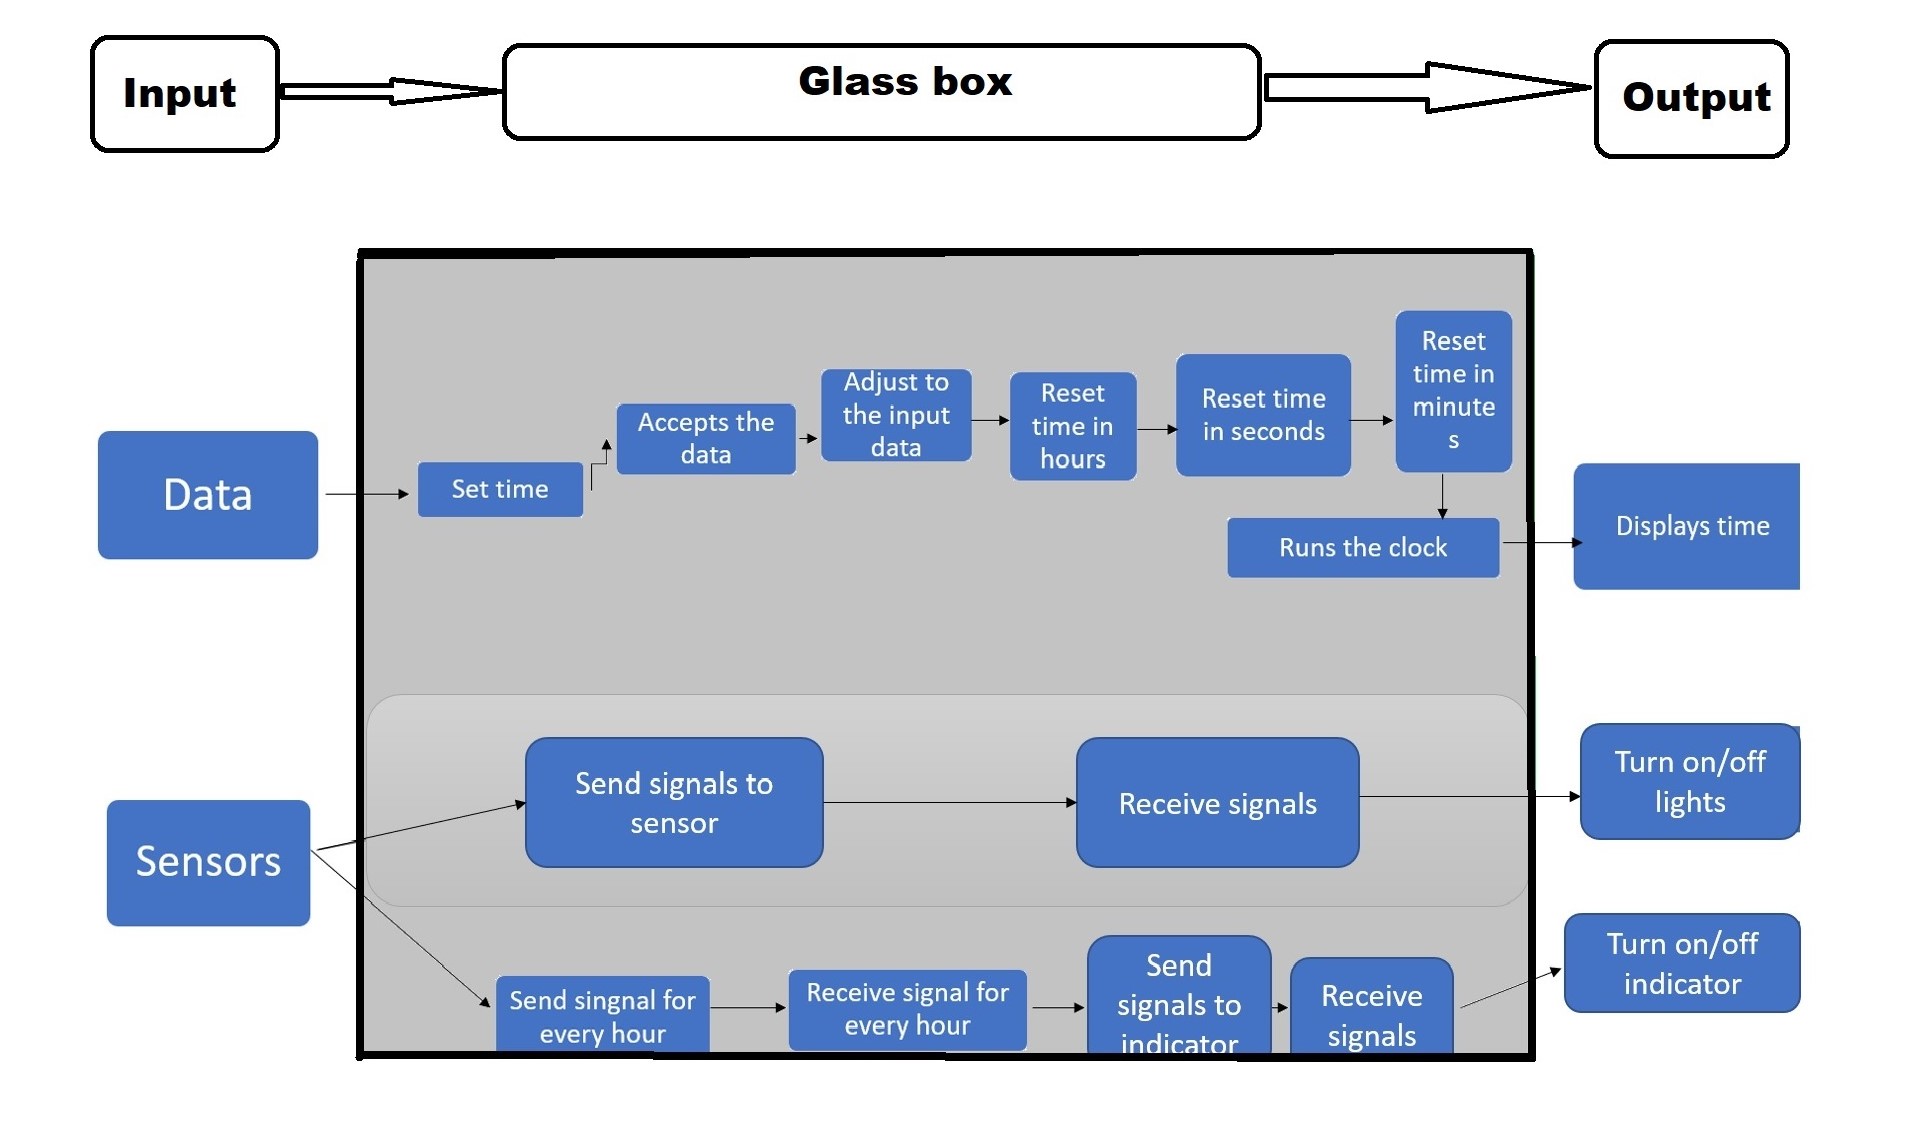 Input
Glass box
Output
Data
Set time
Accepts the
data
Adjust to
the input
data
Reset
time in
hours
Reset time
in seconds
Reset
time in
minute
s
Runs the clock
Displays time
Sensors
Send signals to
sensor
Receive signals
Turn on/off
lights
Send singnal for
every hour
Receive signal for
every hour
Send
signals to
indicator
Receive
signals
Turn on/off
indicator